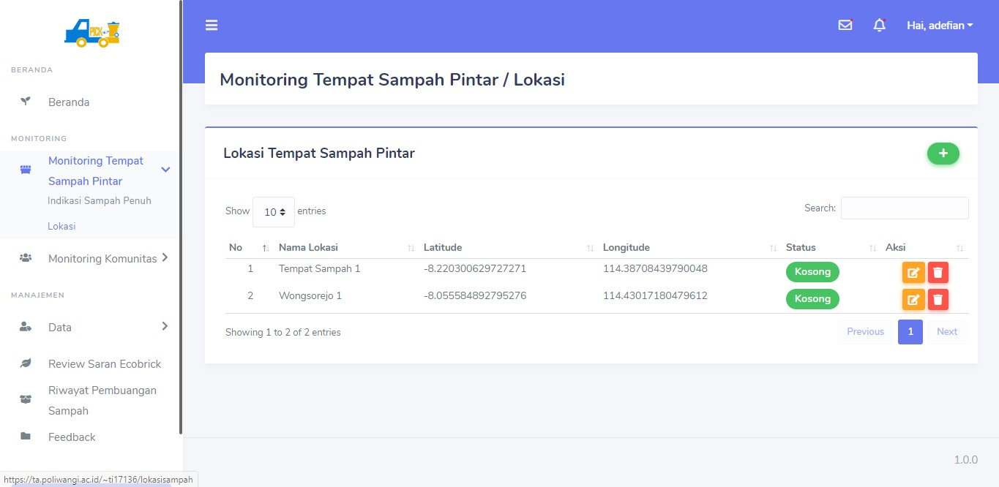 PICK
BERANDA
Beranda
MONITORING
Monitoring Tempat
Sampah Pintar
Indikasi Sampah Penuh
Lokasi
Monitoring Komunitas
MANAJEMEN
Data
Review Saran Ecobrick
Riwayat Pembuangan
Sampah
Feedback
https://ta.poliwangi.ac.id/~ti17136/lokasisampah
Hai, adefian
Monitoring Tempat Sampah Pintar / Lokasi
Lokasi Tempat Sampah Pintar
+
Show 10 entries
Search:
No Nama Lokasi Latitude Longitude Status Aksi
1 Tempat Sampah 1 -8.220300629727271 114.38708439790048 Kosong
2 Wongsorejo 1 -8.055584892795276 114.43017180479612 Kosong
Showing 1 to 2 of 2 entries
Previous 1 Next
1.0.0